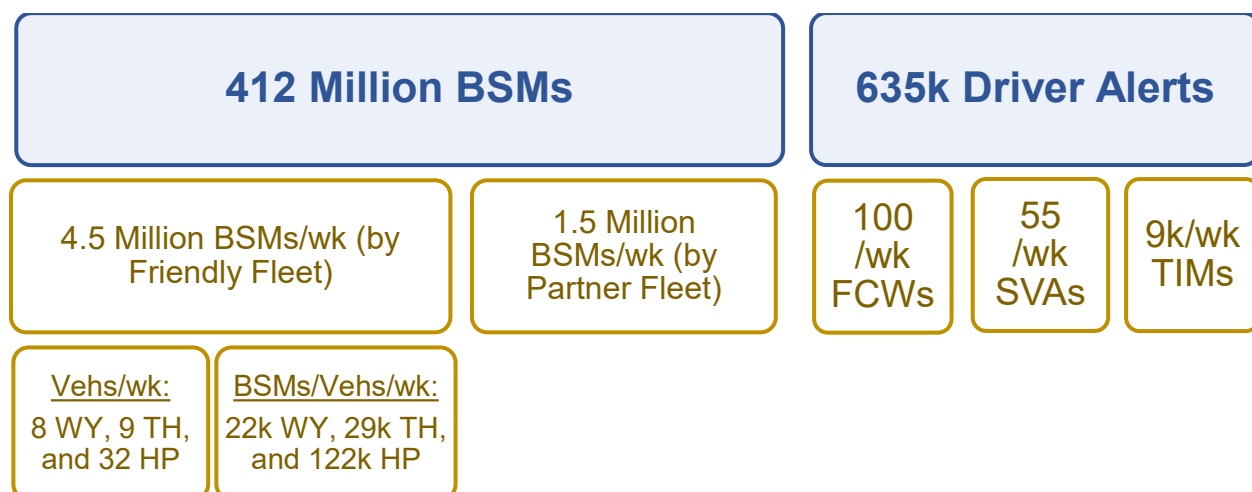 412 Million BSMs
635k Driver Alerts
4.5 Million BSMs/wk (by
Friendly Fleet)
1.5 Million
BSMs/wk (by
Partner Fleet)
100
/wk
FCWs
55
/wk
SVAs
9k/wk
TIMs
Vehs/wk:
8 WY, 9 TH,
and 32 HP
BSMs/Vehs/wk:
22k WY, 29k TH,
and 122k HP